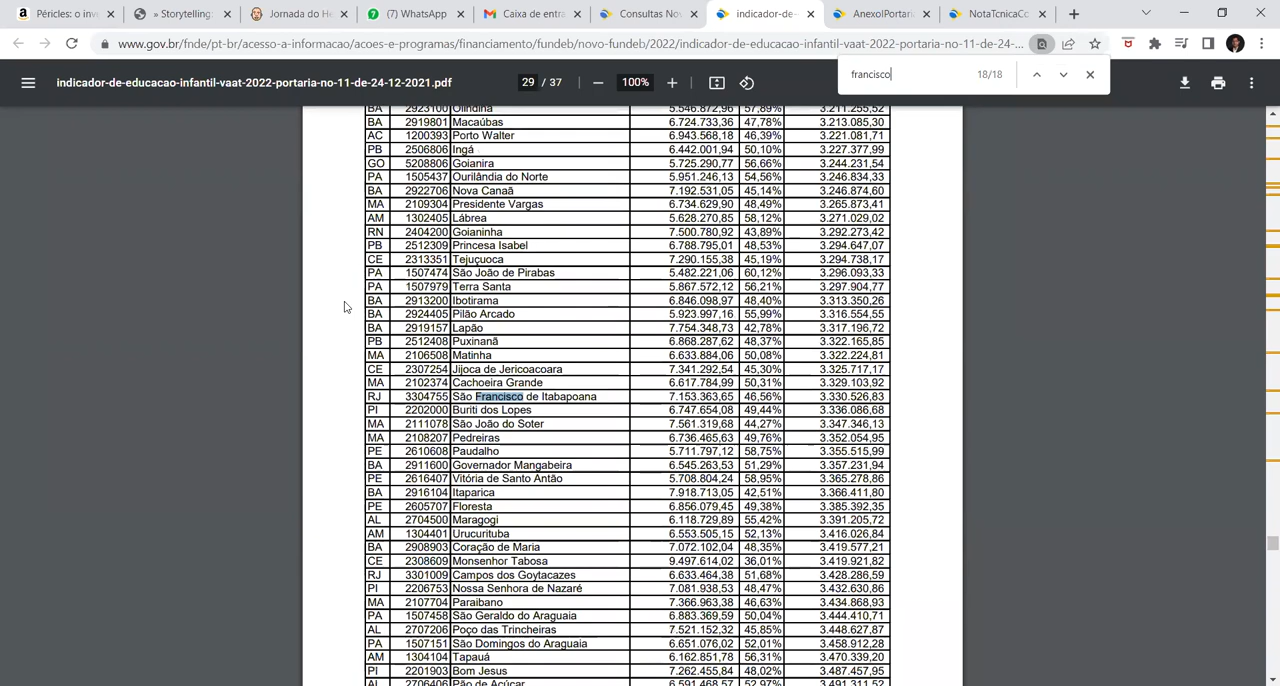 Péricles: o invi
» Storytelling:
Jornada do He
(7) WhatsApp
Caixa de entra
Consultas Nov
indicador-de-e
AnexoIPortari
NotaTcnicaCo
www.gov.br/fnde/pt-br/acesso-a-informacao/acoes-e-programas/financiamento/fundeb/novo-fundeb/2022/indicador-de-educacao-infantil-vaat-2022-portaria-no-11-de-24-...
francisco 18/18
indicador-de-educacao-infantil-vaat-2022-portaria-no-11-de-24-12-2021.pdf 29 / 37 100%
BA 2923100 Olindina 5.546.872,96 57,89% 3.211.255,52
BA 2919801 Macaúbas 6.724.733,36 47,78% 3.213.085,30
AC 1200393 Porto Walter 6.943.568,18 46,39% 3.221.081,71
PB 2506806 Ingá 6.442.001,94 50,10% 3.227.377,99
GO 5208806 Goianira 5.725.290,77 56,66% 3.244.231,54
PA 1505437 Ourilândia do Norte 5.951.246,13 54,56% 3.246.834,33
BA 2922706 Nova Canaã 7.192.531,05 45,14% 3.246.874,60
MA 2109304 Presidente Vargas 6.734.629,90 48,49% 3.265.873,41
AM 1302405 Lábrea 5.628.270,85 58,12% 3.271.029,02
RN 2404200 Goianinha 7.500.780,92 43,89% 3.292.273,42
PB 2512309 Princesa Isabel 6.788.795,01 48,53% 3.294.647,07
CE 2313351 Tejuçuoca 7.290.155,38 45,19% 3.294.738,17
PA 1507474 São João de Pirabas 5.482.221,06 60,12% 3.296.093,33
PA 1507979 Terra Santa 5.867.572,12 56,21% 3.297.904,77
BA 2913200 Ibotirama 6.846.098,97 48,40% 3.313.350,26
BA 2924405 Pilão Arcado 5.923.997,16 55,99% 3.316.554,55
BA 2919157 Lapão 7.754.348,73 42,78% 3.317.196,72
PB 2512408 Puxinanã 6.868.287,62 48,37% 3.322.165,85
MA 2106508 Matinha 6.633.884,06 50,08% 3.322.224,81
CE 2307254 Jijoca de Jericoacoara 7.341.292,54 45,30% 3.325.717,17
MA 2102374 Cachoeira Grande 6.617.784,99 50,31% 3.329.103,92
RJ 3304755 São Francisco de Itabapoana 7.153.363,65 46,56% 3.330.526,83
PI 2202000 Buriti dos Lopes 6.747.654,08 49,44% 3.336.086,68
MA 2111078 São João do Soter 7.561.319,68 44,27% 3.347.346,13
MA 2108207 Pedreiras 6.736.465,63 49,76% 3.352.054,95
PE 2610608 Paudalho 5.711.797,12 58,75% 3.355.515,99
BA 2911600 Governador Mangabeira 6.545.263,53 51,29% 3.357.231,94
PE 2616407 Vitória de Santo Antão 5.708.804,24 58,95% 3.365.278,86
BA 2916104 Itaparica 7.918.713,05 42,51% 3.366.411,80
PE 2605707 Floresta 6.856.079,45 49,38% 3.385.392,35
AL 2704500 Maragogi 6.118.729,89 55,42% 3.391.205,72
AM 1304401 Urucurituba 6.553.505,15 52,13% 3.416.026,84
BA 2908903 Coração de Maria 7.072.102,04 48,35% 3.419.577,21
CE 2308609 Monsenhor Tabosa 9.497.614,02 36,01% 3.419.921,82
RJ 3301009 Campos dos Goytacazes 6.633.464,38 51,68% 3.428.286,59
PI 2206753 Nossa Senhora de Nazaré 7.081.938,53 48,47% 3.432.630,86
MA 2107704 Paraibano 7.366.963,38 46,63% 3.434.868,93
PA 1507458 São Geraldo do Araguaia 6.883.369,59 50,04% 3.444.410,71
AL 2707206 Poço das Trincheiras 7.521.152,32 45,85% 3.448.627,87
PA 1507151 São Domingos do Araguaia 6.651.076,02 52,01% 3.458.912,28
AM 1304104 Tapauá 6.162.851,78 56,31% 3.470.339,20
PI 2201903 Bom Jesus 7.262.455,84 48,02% 3.487.457,95
AL 2706406 Pão de Açúcar 6.591.468,57 52,97% 3.491.311,52